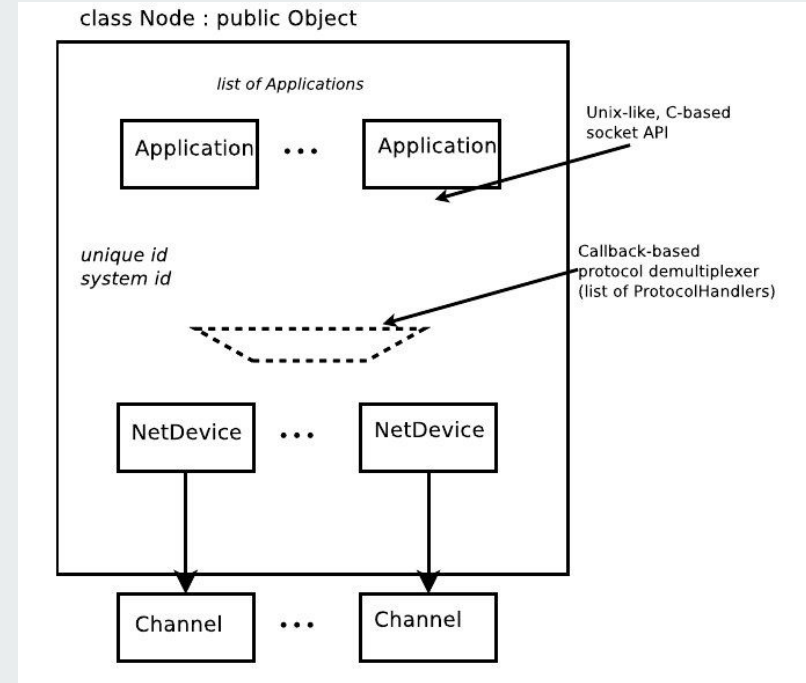 class Node : public Object
list of Applications
Unix-like, C-based
socket API
Application
...
Application
unique id
system id
Callback-based
protocol demultiplexer
(list of ProtocolHandlers)
NetDevice
...
NetDevice
Channel
...
Channel